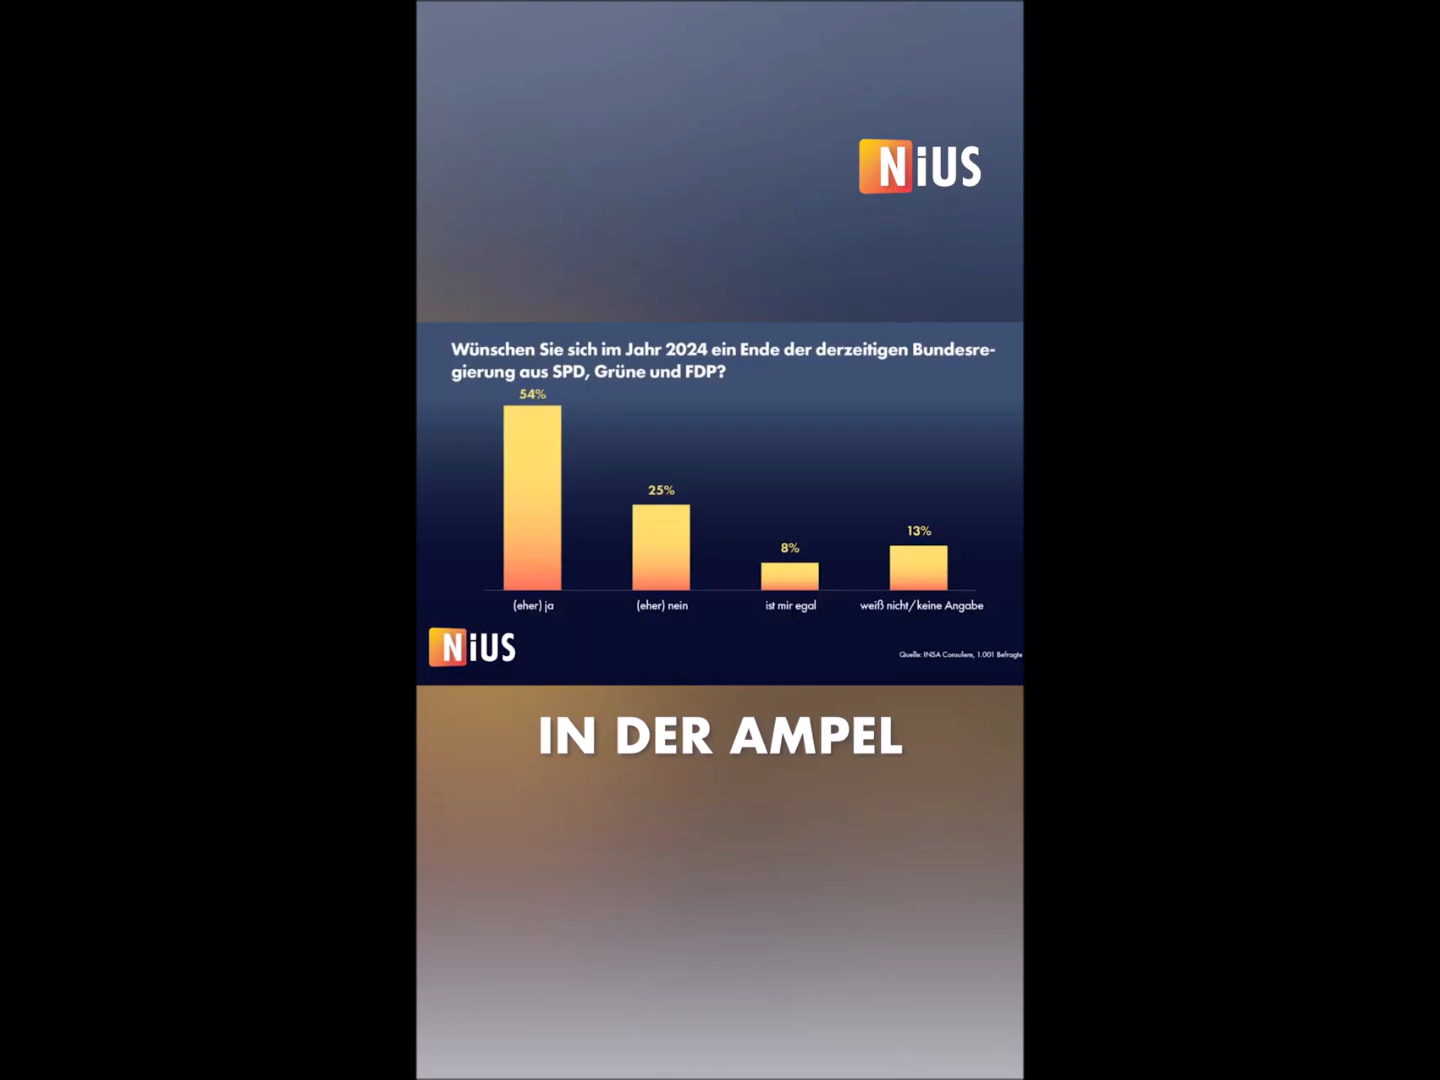 NiUS
Wünschen Sie sich im Jahr 2024 ein Ende der derzeitigen Bundesre-
gierung aus SPD, Grüne und FDP?
54%
25%
8%
13%
(eher) ja
(eher) nein
ist mir egal
weiß nicht/keine Angabe
NiUS
Quelle: INSA Consulere, 1.001 Befragte
IN DER AMPEL